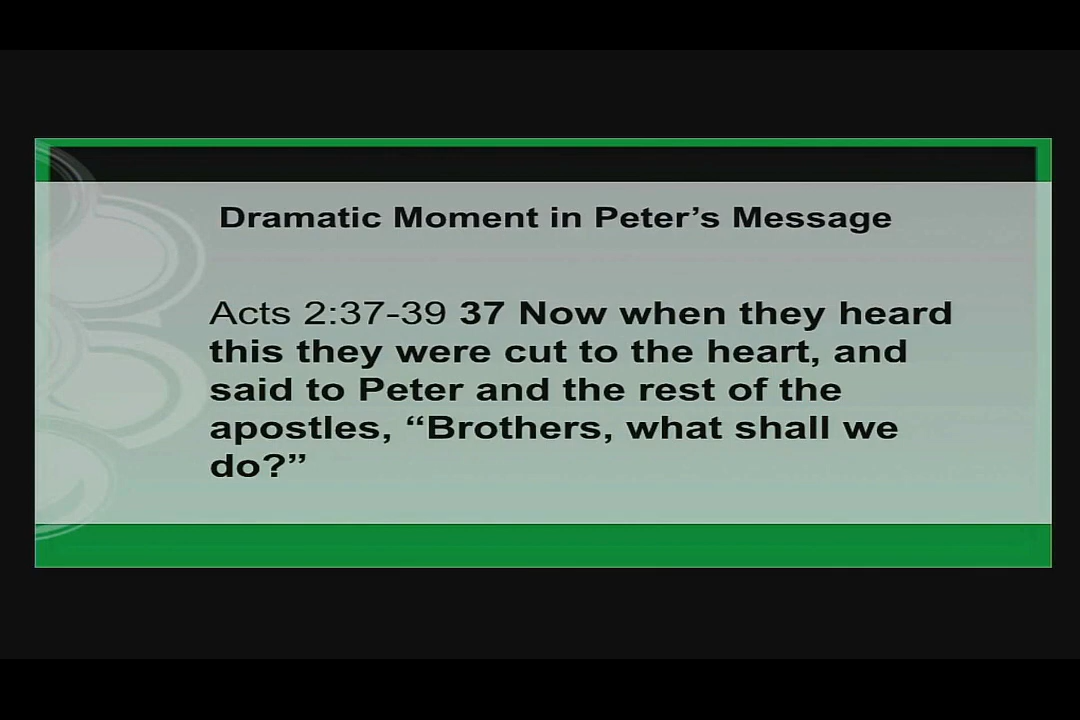 Dramatic Moment in Peter’s Message
Acts 2:37-39 37 Now when they heard
this they were cut to the heart, and
said to Peter and the rest of the
apostles, “Brothers, what shall we
do?”